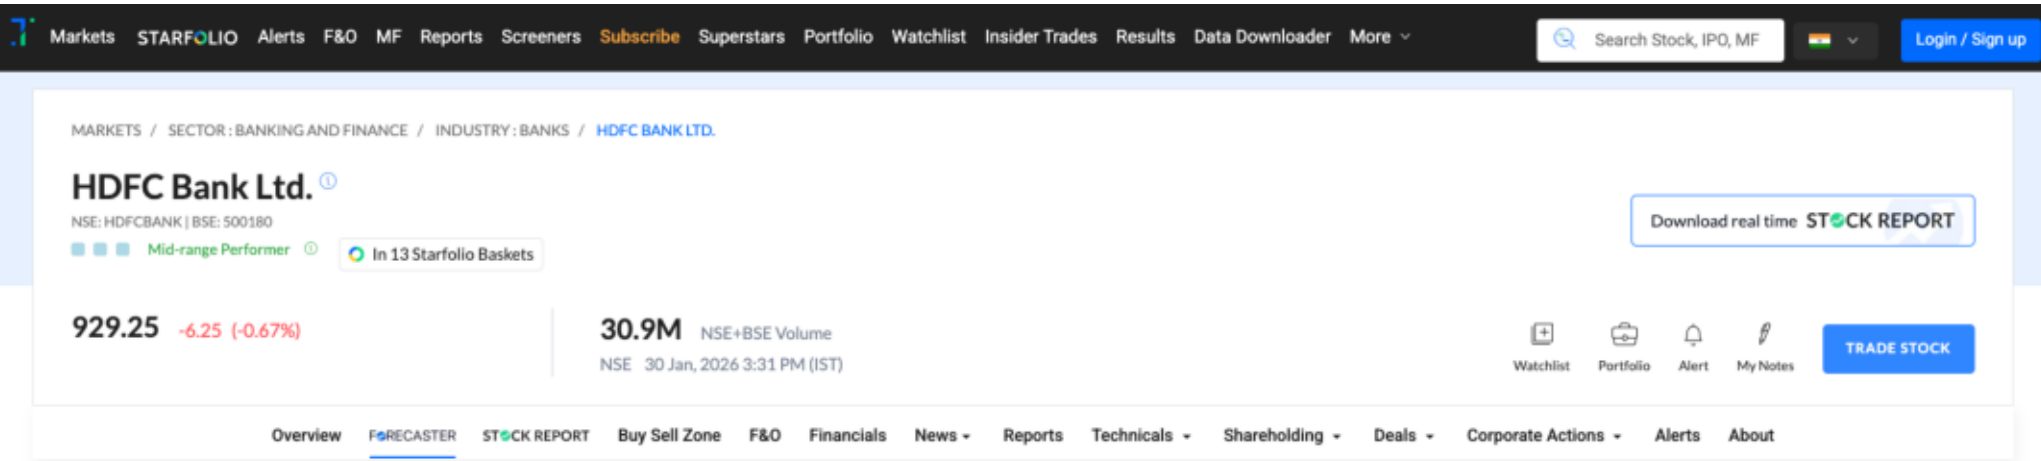 Markets STARFOLIO Alerts F&O MF Reports Screeners Subscribe Superstars Portfolio Watchlist Insider Trades Results Data Downloader More Search Stock, IPO, MF Login / Sign up
MARKETS / SECTOR : BANKING AND FINANCE / INDUSTRY : BANKS / HDFC BANK LTD.
HDFC Bank Ltd.
NSE: HDFCBANK | BSE: 500180
Mid-range Performer In 13 Starfolio Baskets
Download real time STOCK REPORT
929.25 -6.25 (-0.67%)
30.9M NSE+BSE Volume
NSE 30 Jan, 2026 3:31 PM (IST)
Watchlist Portfolio Alert My Notes TRADE STOCK
Overview FORECASTER STOCK REPORT Buy Sell Zone F&O Financials News Reports Technicals Shareholding Deals Corporate Actions Alerts About